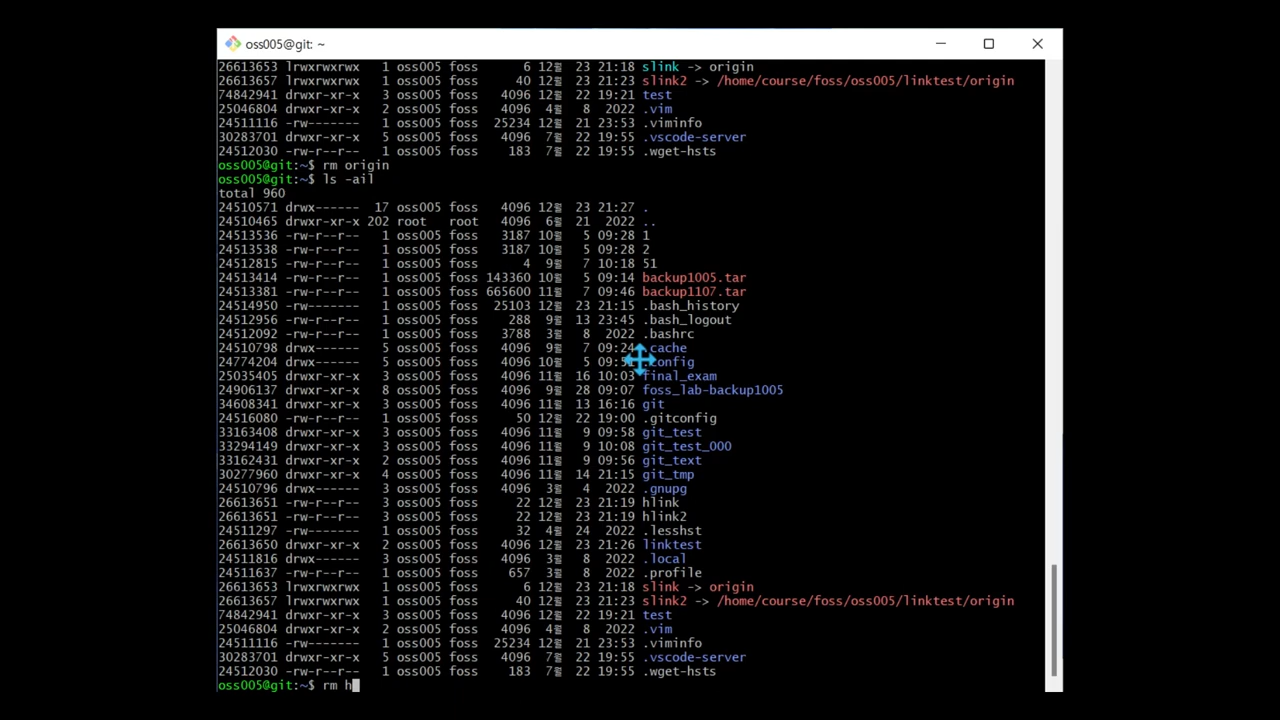 oss005@git: ~
26613653 lrwxrwxrwx   1 oss005 foss      6 12월  23 21:18 slink -> origin
26613657 lrwxrwxrwx   1 oss005 foss     40 12월  23 21:23 slink2 -> /home/course/foss/oss005/linktest/origin
74842941 drwxr-xr-x   3 oss005 foss   4096 12월  22 19:21 test
25046804 drwxr-xr-x   2 oss005 foss   4096  4월   8  2022 .vim
24511116 -rw-------   1 oss005 foss  25234 12월  21 23:53 .viminfo
30283701 drwxr-xr-x   5 oss005 foss   4096  7월  22 19:55 .vscode-server
24512030 -rw-r--r--   1 oss005 foss    183  7월  22 19:55 .wget-hsts
oss005@git:~$ rm origin
oss005@git:~$ ls -ail
total 960
24510571 drwx------  17 oss005 foss   4096 12월  23 21:27 .
24510465 drwxr-xr-x 202 root   root   4096  6월  21  2022 ..
24513536 -rw-r--r--   1 oss005 foss   3187 10월   5 09:28 1
24513538 -rw-r--r--   1 oss005 foss   3187 10월   5 09:28 2
24512815 -rw-r--r--   1 oss005 foss      4  9월   7 10:18 51
24513414 -rw-r--r--   1 oss005 foss 143360 10월   5 09:14 backup1005.tar
24513381 -rw-r--r--   1 oss005 foss 665600 11월   7 09:46 backup1107.tar
24514950 -rw-------   1 oss005 foss  25103 12월  23 21:15 .bash_history
24512956 -rw-r--r--   1 oss005 foss    288  9월  13 23:45 .bash_logout
24512092 -rw-r--r--   1 oss005 foss   3788  3월   8  2022 .bashrc
24510798 drwx------   5 oss005 foss   4096  9월   7 09:24 .cache
24774204 drwxr-xr-x   5 oss005 foss   4096 10월   5 .config
25035405 drwxr-xr-x   3 oss005 foss   4096 11월  16 10:03 final_exam
24906137 drwxr-xr-x   8 oss005 foss   4096  9월  28 09:07 foss_lab-backup1005
34608341 drwxr-xr-x   3 oss005 foss   4096 11월  13 16:16 git
24516080 -rw-r--r--   1 oss005 foss     50 12월  22 19:00 .gitconfig
33163408 drwxr-xr-x   3 oss005 foss   4096 11월   9 09:58 git_test
33294149 drwxr-xr-x   3 oss005 foss   4096 11월   9 10:08 git_test_000
33162431 drwxr-xr-x   2 oss005 foss   4096 11월   9 09:56 git_text
30277960 drwxr-xr-x   4 oss005 foss   4096 11월  14 21:15 git_tmp
24510796 drwx------   3 oss005 foss   4096  3월   4  2022 .gnupg
26613651 -rw-r--r--   3 oss005 foss     22 12월  23 21:19 hlink
26613651 -rw-r--r--   3 oss005 foss     22 12월  23 21:19 hlink2
24511297 -rw-------   1 oss005 foss     32  4월  24  2022 .lesshst
26613650 drwxr-xr-x   2 oss005 foss   4096 12월  23 21:26 linktest
24511816 drwxr-xr-x   3 oss005 foss   4096  3월   8  2022 .local
24511637 -rw-r--r--   1 oss005 foss    657  3월   8  2022 .profile
26613653 lrwxrwxrwx   1 oss005 foss      6 12월  23 21:18 slink -> origin
26613657 lrwxrwxrwx   1 oss005 foss     40 12월  23 21:23 slink2 -> /home/course/foss/oss005/linktest/origin
74842941 drwxr-xr-x   3 oss005 foss   4096 12월  22 19:21 test
25046804 drwxr-xr-x   2 oss005 foss   4096  4월   8  2022 .vim
24511116 -rw-------   1 oss005 foss  25234 12월  21 23:53 .viminfo
30283701 drwxr-xr-x   5 oss005 foss   4096  7월  22 19:55 .vscode-server
24512030 -rw-r--r--   1 oss005 foss    183  7월  22 19:55 .wget-hsts
oss005@git:~$ rm h